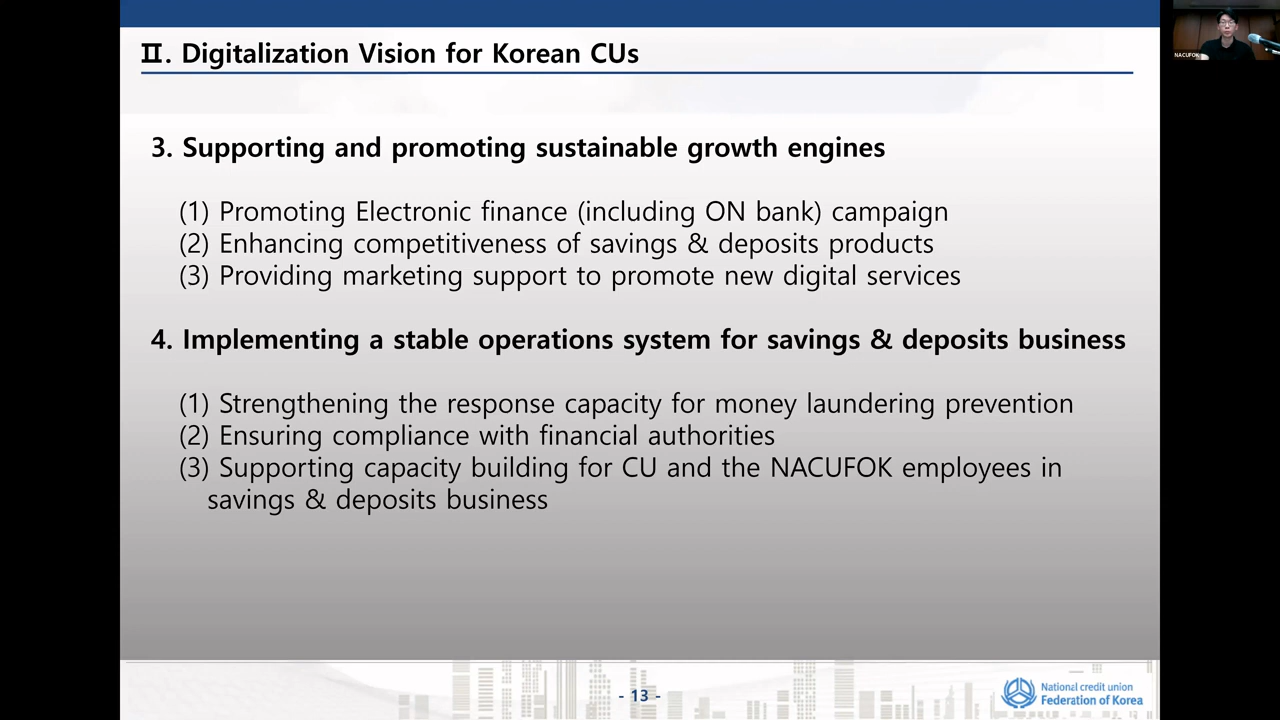 Ⅱ. Digitalization Vision for Korean CUs
3. Supporting and promoting sustainable growth engines
(1) Promoting Electronic finance (including ON bank) campaign
(2) Enhancing competitiveness of savings & deposits products
(3) Providing marketing support to promote new digital services
4. Implementing a stable operations system for savings & deposits business
(1) Strengthening the response capacity for money laundering prevention
(2) Ensuring compliance with financial authorities
(3) Supporting capacity building for CU and the NACUFOK employees in
savings & deposits business
- 13 -
National credit union
Federation of Korea
NACUFOK